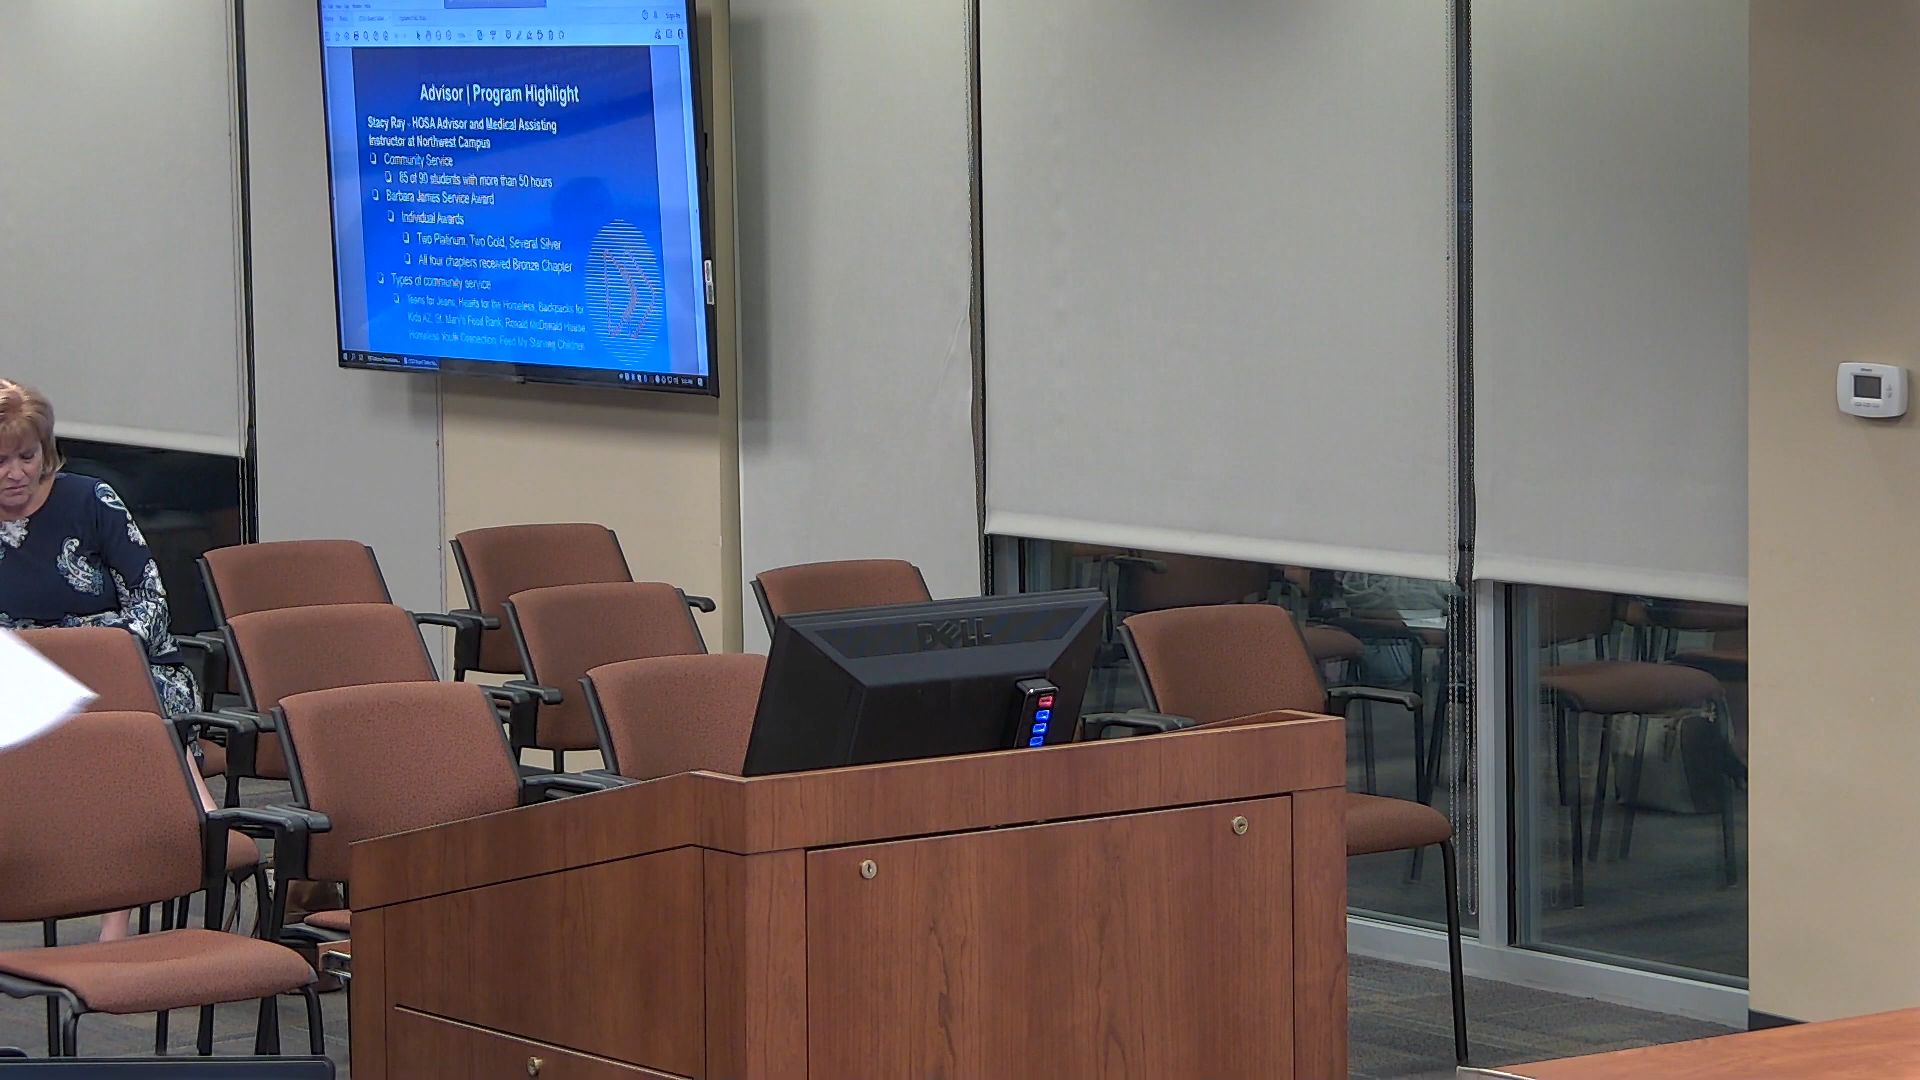 Sign In
Advisor | Program Highlight
Stacy Ray - HOSA Advisor and Medical Assisting
Instructor at Northwest Campus
❑ Community Service
❑ 85 of 90 students with more than 50 hours
❑ Barbara James Service Award
❑ Individual Awards
❑ Two Platinum, Two Gold, Several Silver
❑ All four chapters received Bronze Chapter
❑ Types of community service
❑ Teens for Jeans, Hearts for the Homeless, Backpacks for
Kids AZ, St. Mary's Food Bank, Ronald McDonald House
Homeless Youth Connection, Feed My Starving Children
DELL